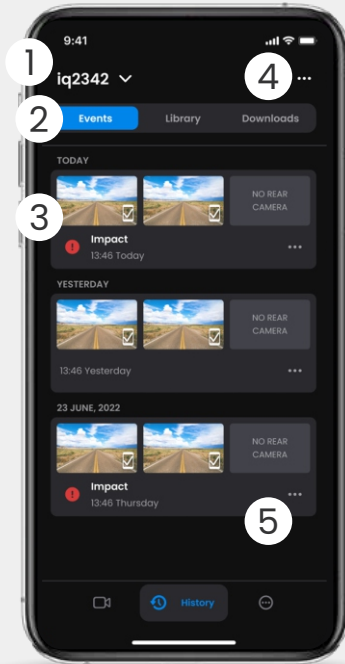 1
9:41
iq2342
4
2
Events Library Downloads
TODAY
NO REAR
CAMERA
3
Impact
13:46 Today
YESTERDAY
NO REAR
CAMERA
13:46 Yesterday
23 JUNE, 2022
NO REAR
CAMERA
Impact
13:46 Thursday
5
History